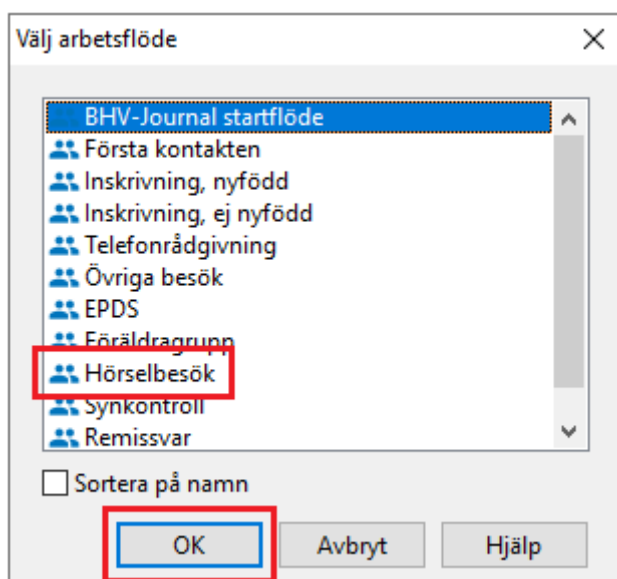 Välj arbetsflöde
BHV-Journal startflöde
Första kontakten
Inskrivning, nyfödd
Inskrivning, ej nyfödd
Telefonrådgivning
Övriga besök
EPDS
Föräldragrupp
Hörselbesök
Synkontroll
Remissvar
Sortera på namn
OK Avbryt Hjälp